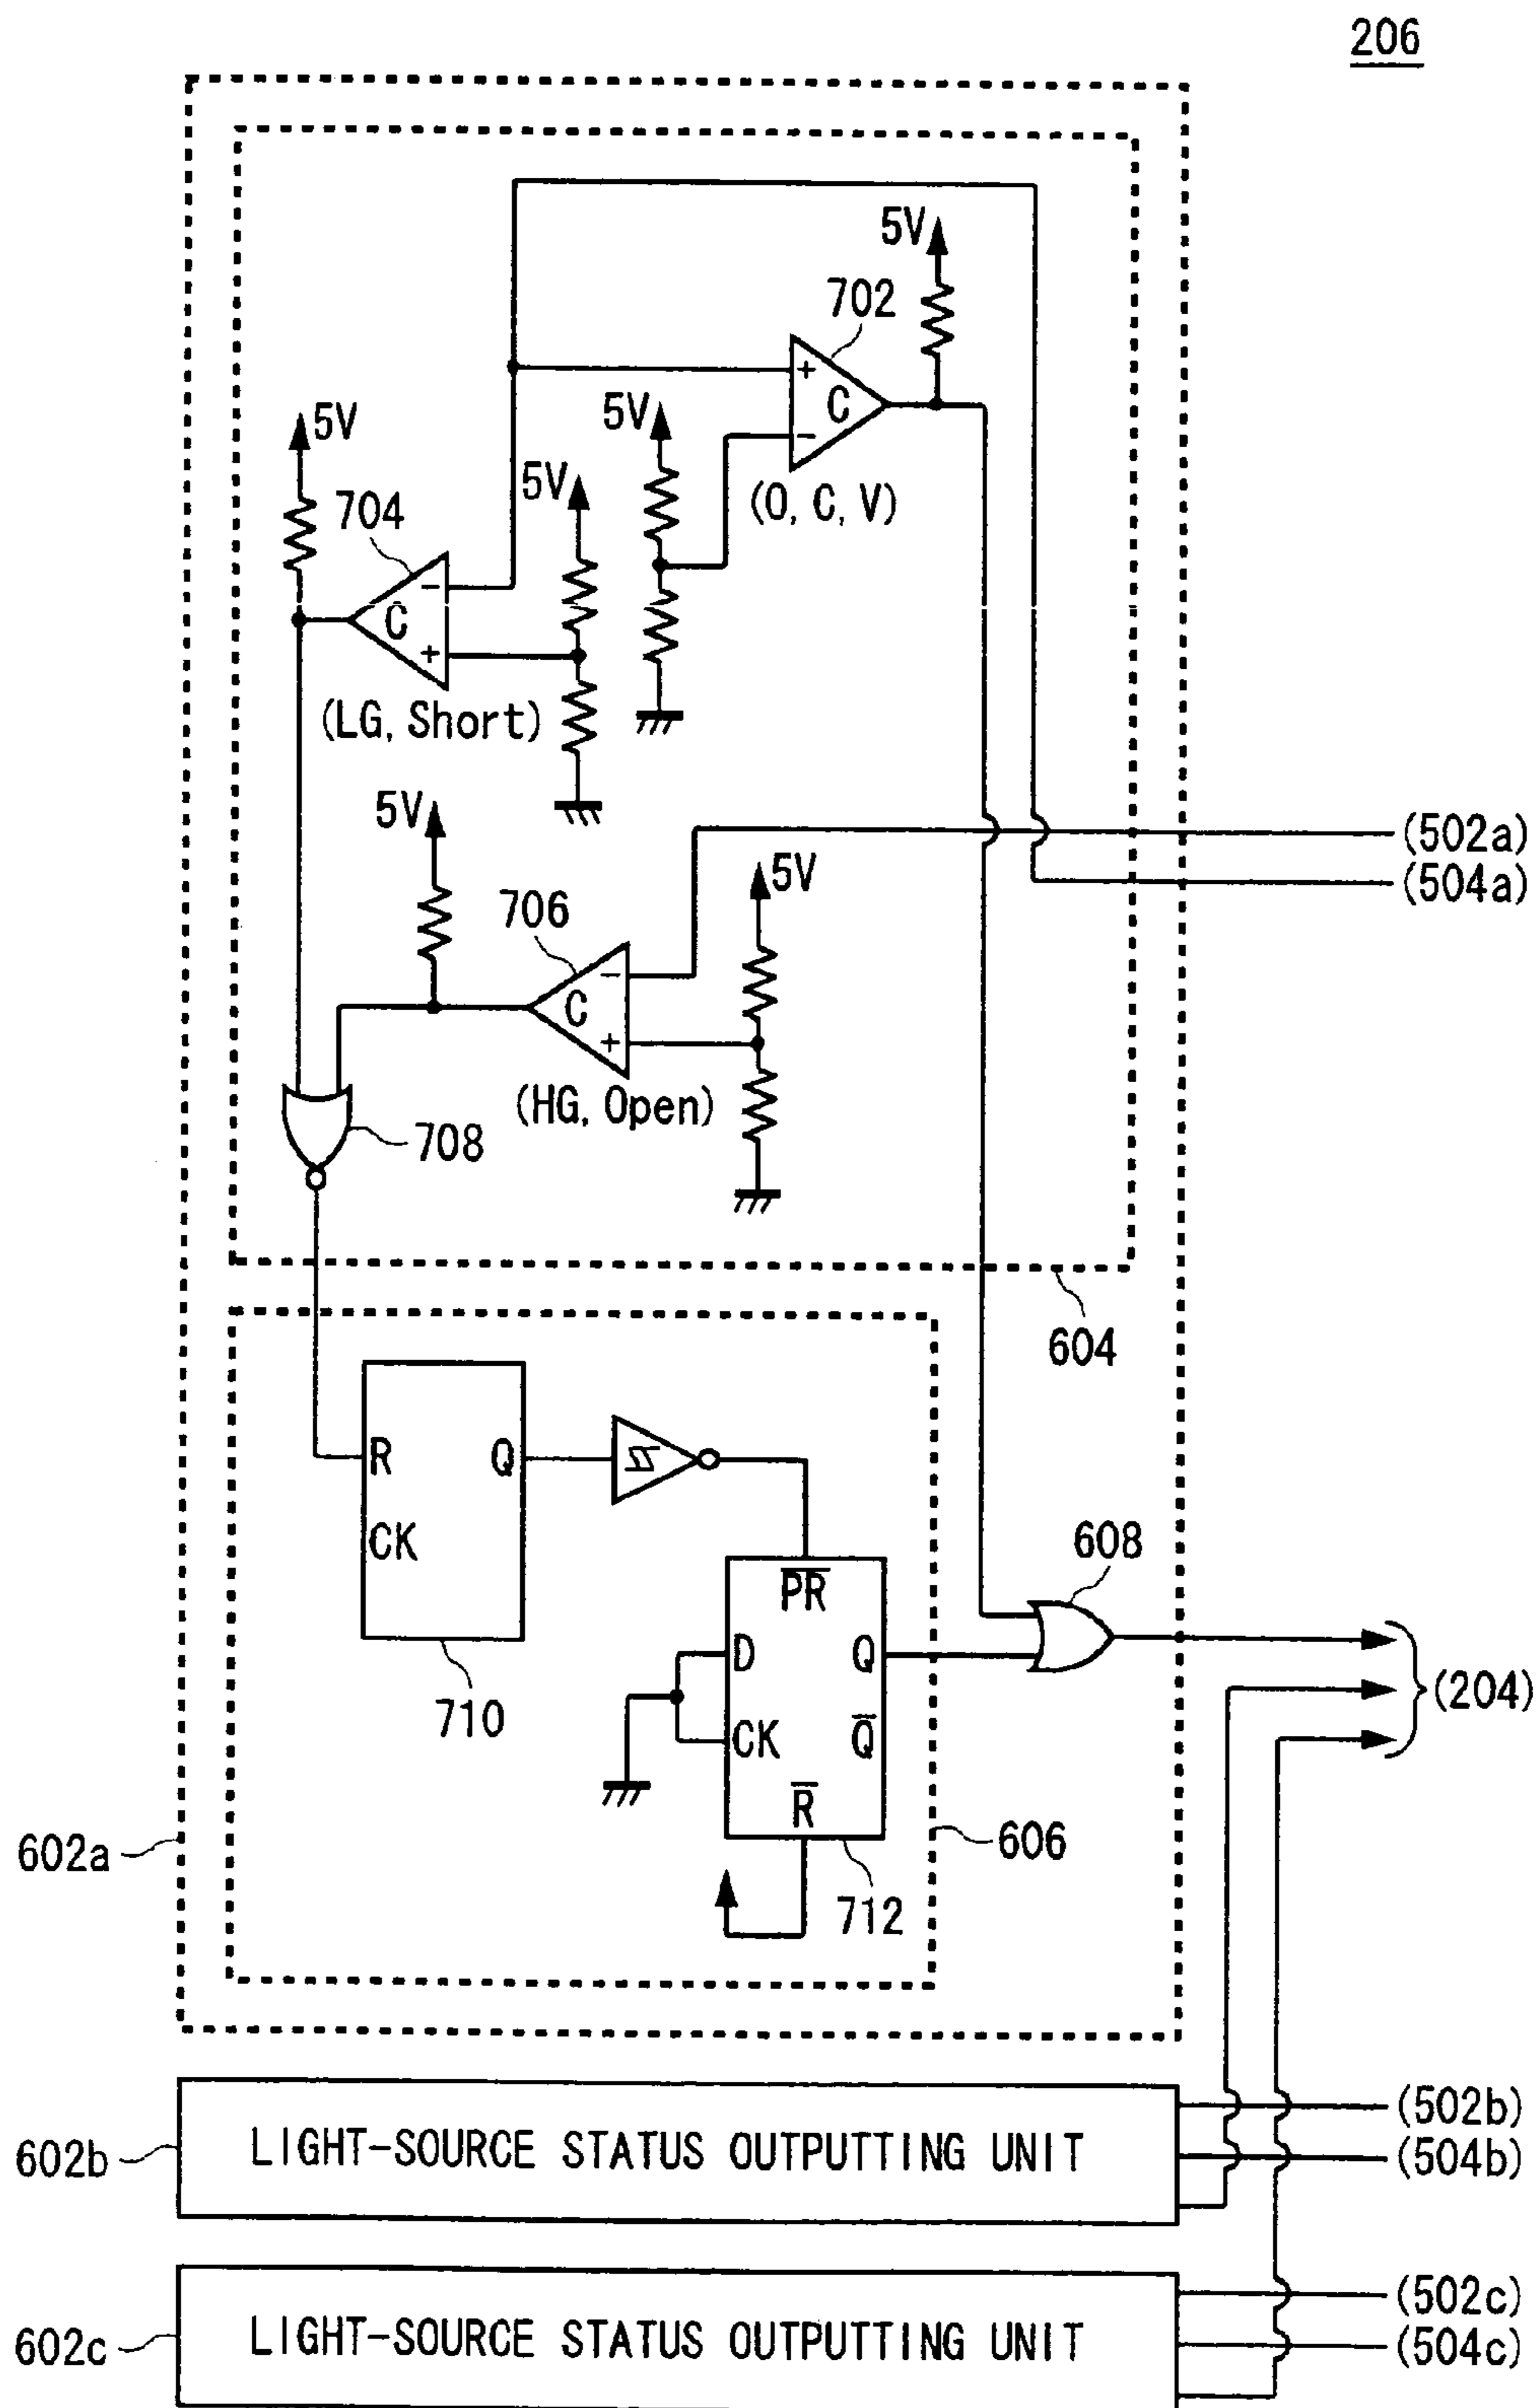 206
5V
702
+
C
−
5V
(O, C, V)
5V
5V
704
−
C
+
(LG, Short)
5V
(502a)
(504a)
5V
706
−
C
+
(HG, Open)
708
604
R
Q
CK
710
608
PR
D
Q
CK
Q
R
712
606
(204)
602a
602b
LIGHT-SOURCE STATUS OUTPUTTING UNIT
(502b)
(504b)
602c
LIGHT-SOURCE STATUS OUTPUTTING UNIT
(502c)
(504c)